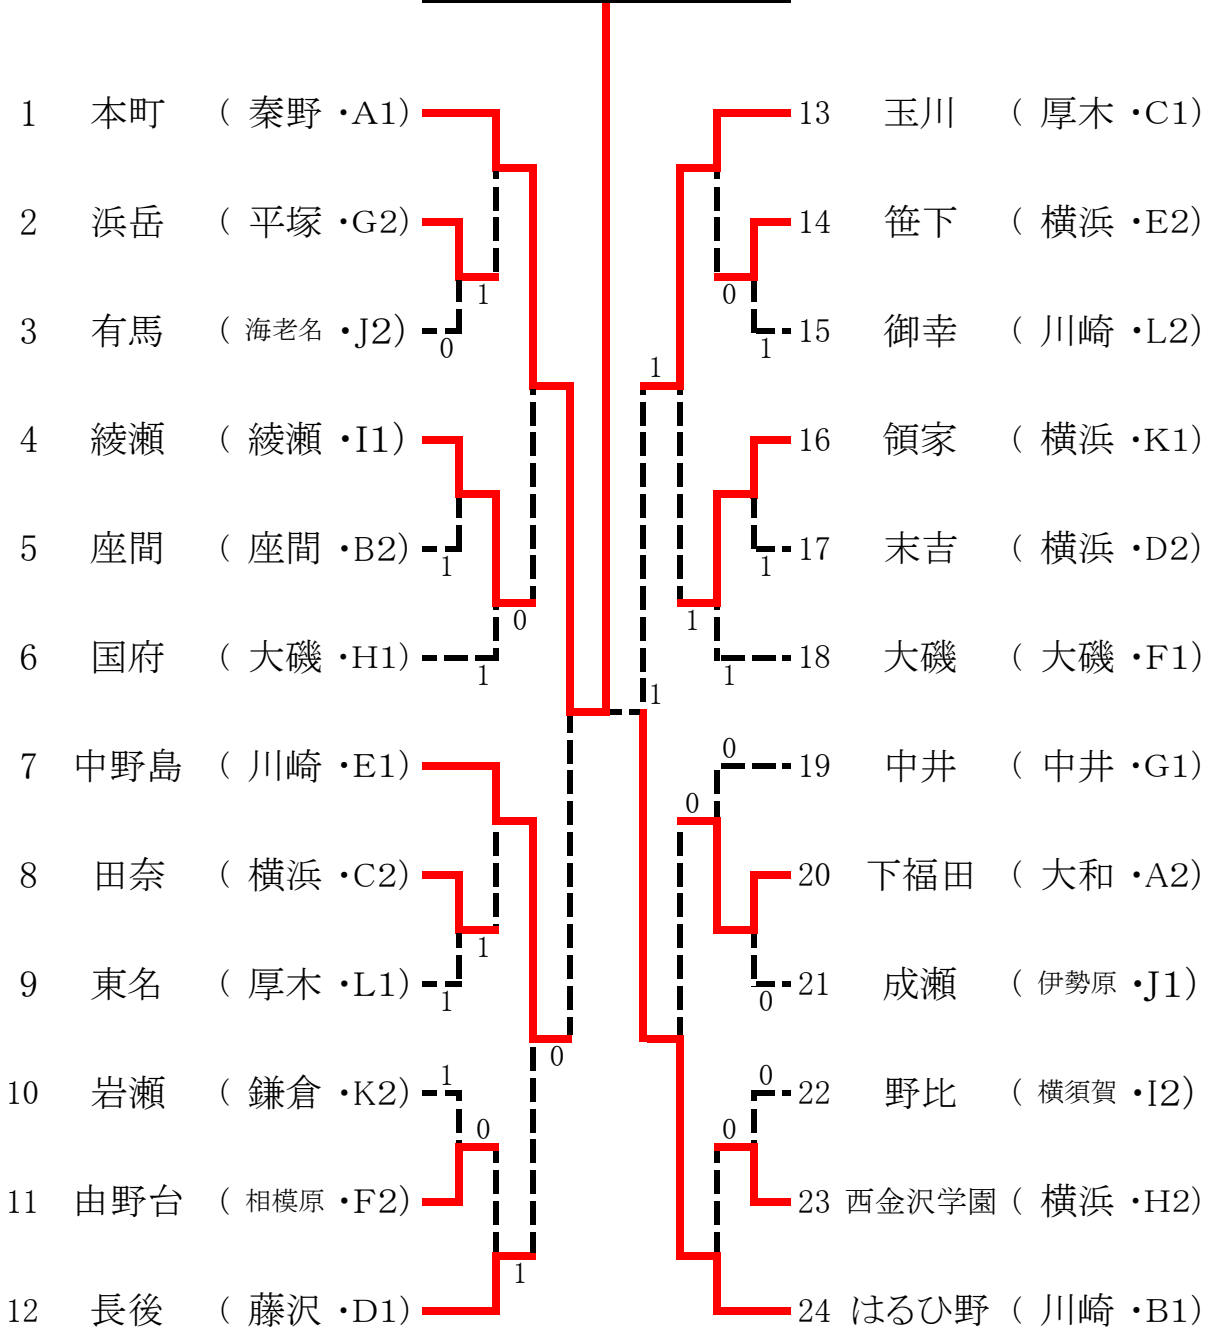 1 本町 ( 秦野 ・A1) 13 玉川 ( 厚木 ・C1)
2 浜岳 ( 平塚 ・G2) 14 笹下 ( 横浜 ・E2)
1 0
3 有馬 ( 海老名 ・J2) 15 御幸 ( 川崎 ・L2)
0 1
1
4 綾瀬 ( 綾瀬 ・I1) 16 領家 ( 横浜 ・K1)
5 座間 ( 座間 ・B2) 17 末吉 ( 横浜 ・D2)
1 1
0 1
6 国府 ( 大磯 ・H1) 18 大磯 ( 大磯 ・F1)
1 1
1
0
7 中野島 ( 川崎 ・E1) 19 中井 ( 中井 ・G1)
0
8 田奈 ( 横浜 ・C2) 20 下福田 ( 大和 ・A2)
1
9 東名 ( 厚木 ・L1) 21 成瀬 ( 伊勢原 ・J1)
1 0
0
1 0
10 岩瀬 ( 鎌倉 ・K2) 22 野比 ( 横須賀 ・I2)
0 0
11 由野台 ( 相模原 ・F2) 23 西金沢学園 ( 横浜 ・H2)
1
12 長後 ( 藤沢 ・D1) 24 はるひ野 ( 川崎 ・B1)